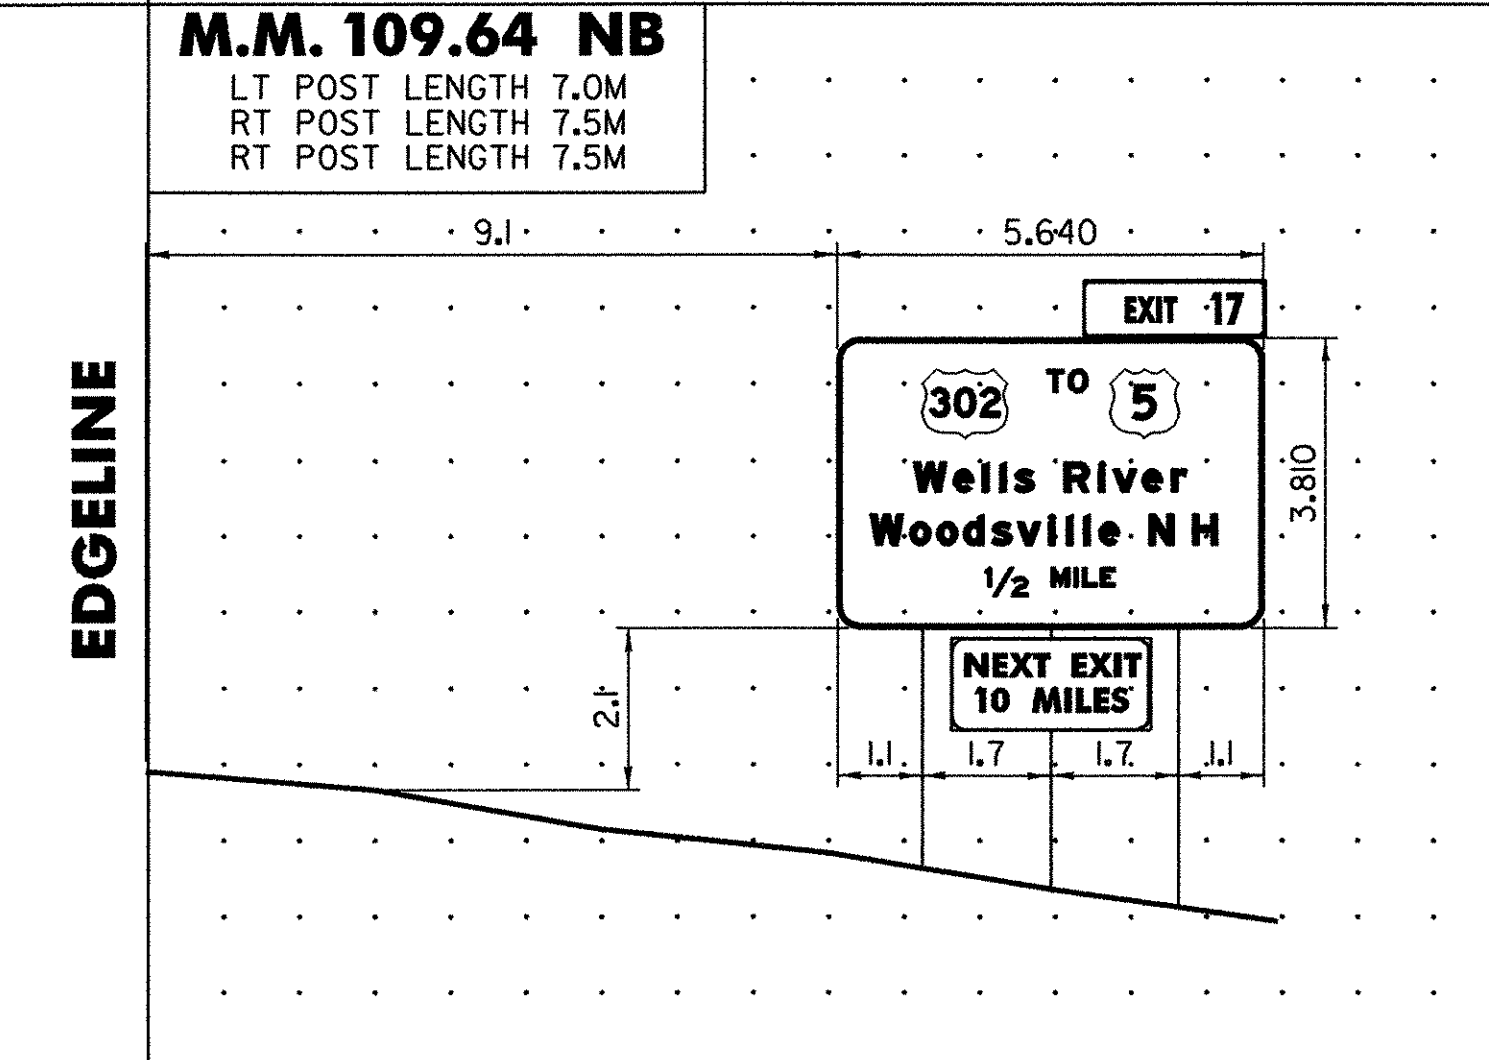 M.M. 109.64 NB
LT POST LENGTH 7.0M
RT POST LENGTH 7.5M
RT POST LENGTH 7.5M
9.1
5.640
EXIT 17
302 TO 5
Wells River
Woodsville N H
1/2 MILE
3.810
EDGELINE
NEXT EXIT
10 MILES
2.1
1.1 1.7 1.7 1.1